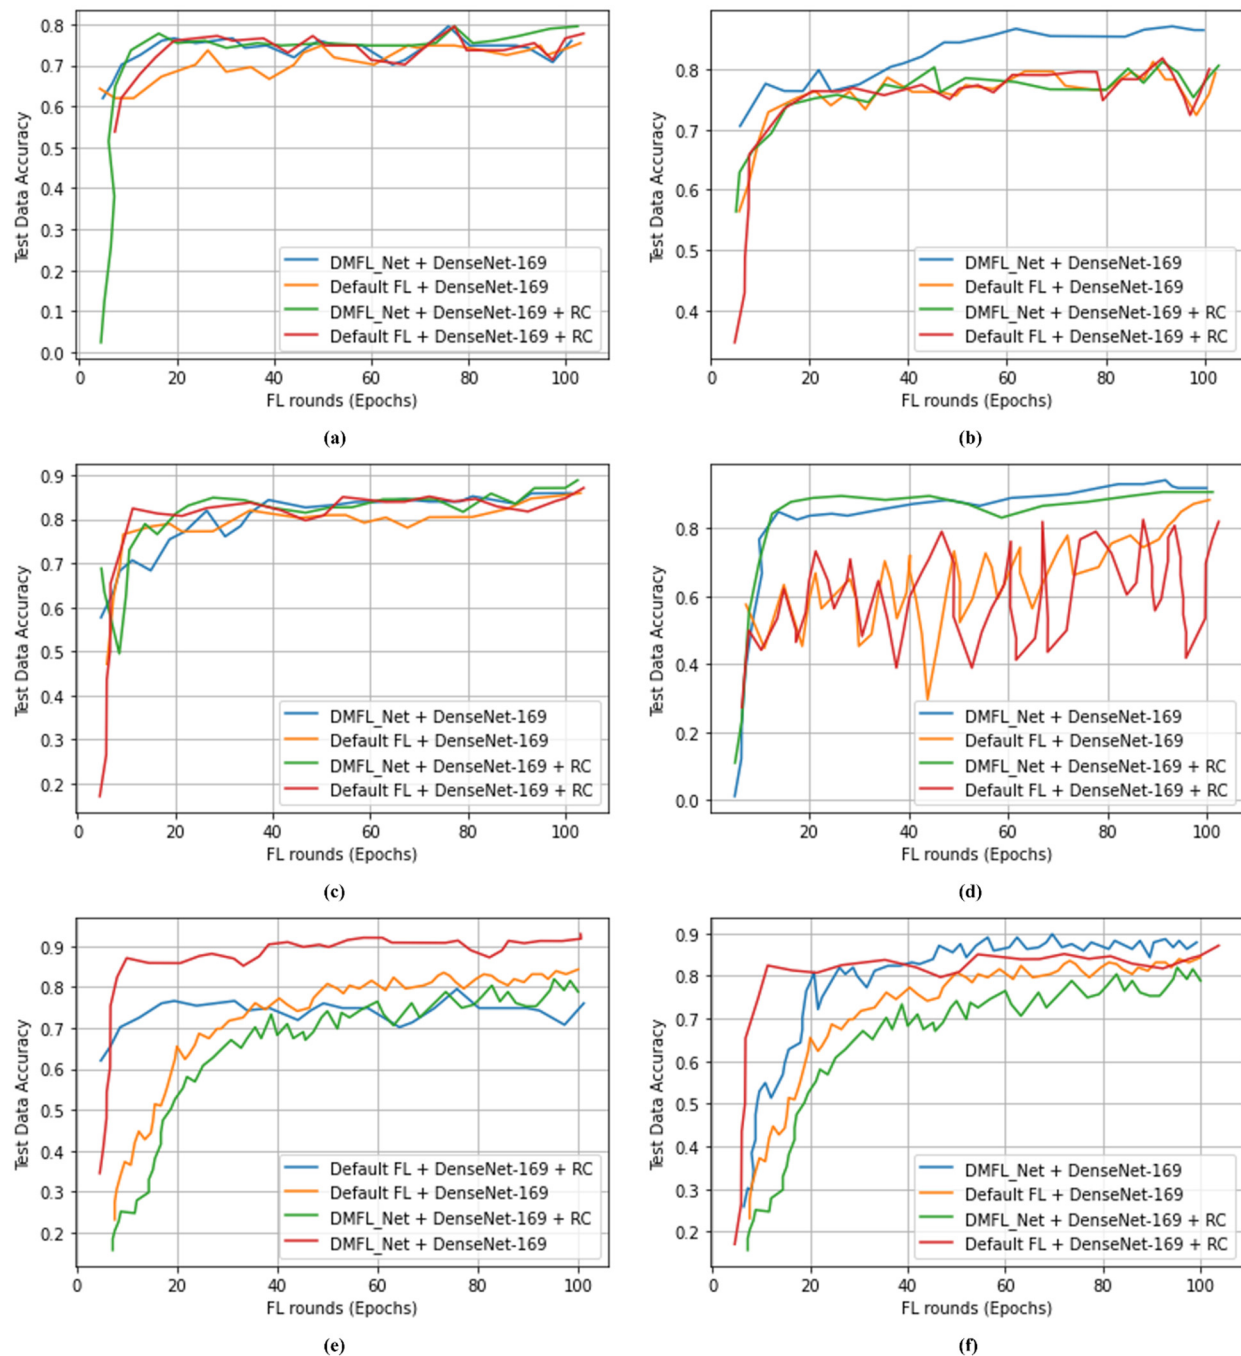 0.8
0.7
0.6
0.5
0.4
0.3
0.2
0.1
0.0
Test Data Accuracy
DMFL_Net + DenseNet-169
Default FL + DenseNet-169
DMFL_Net + DenseNet-169 + RC
Default FL + DenseNet-169 + RC
0 20 40 60 80 100
FL rounds (Epochs)
(a)
0.8
0.7
0.6
0.5
0.4
Test Data Accuracy
DMFL_Net + DenseNet-169
Default FL + DenseNet-169
DMFL_Net + DenseNet-169 + RC
Default FL + DenseNet-169 + RC
0 20 40 60 80 100
FL rounds (Epochs)
(b)
0.9
0.8
0.7
0.6
0.5
0.4
0.3
0.2
Test Data Accuracy
DMFL_Net + DenseNet-169
Default FL + DenseNet-169
DMFL_Net + DenseNet-169 + RC
Default FL + DenseNet-169 + RC
0 20 40 60 80 100
FL rounds (Epochs)
(c)
0.8
0.6
0.4
0.2
0.0
Test Data Accuracy
DMFL_Net + DenseNet-169
Default FL + DenseNet-169
DMFL_Net + DenseNet-169 + RC
Default FL + DenseNet-169 + RC
20 40 60 80 100
FL rounds (Epochs)
(d)
0.9
0.8
0.7
0.6
0.5
0.4
0.3
0.2
Test Data Accuracy
Default FL + DenseNet-169 + RC
Default FL + DenseNet-169
DMFL_Net + DenseNet-169 + RC
DMFL_Net + DenseNet-169
0 20 40 60 80 100
FL rounds (Epochs)
(e)
0.9
0.8
0.7
0.6
0.5
0.4
0.3
0.2
Test Data Accuracy
DMFL_Net + DenseNet-169
Default FL + DenseNet-169
DMFL_Net + DenseNet-169 + RC
Default FL + DenseNet-169 + RC
0 20 40 60 80 100
FL rounds (Epochs)
(f)